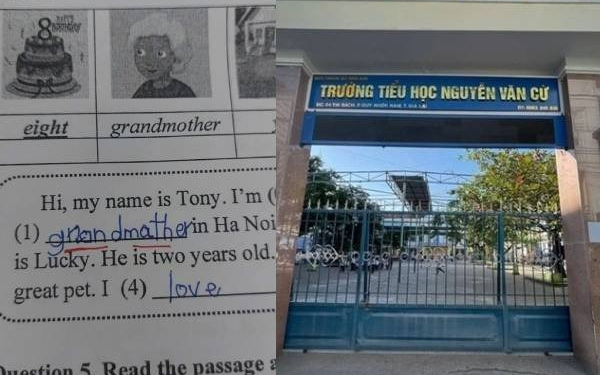 8
eight grandmother
Hi, my name is Tony. I'm (
(1) grandmather in Ha Noi
is Lucky. He is two years old.
great pet. I (4) love
Question 5. Read the passage a
TRƯỜNG TIỂU HỌC NGUYỄN VĂN CỪ